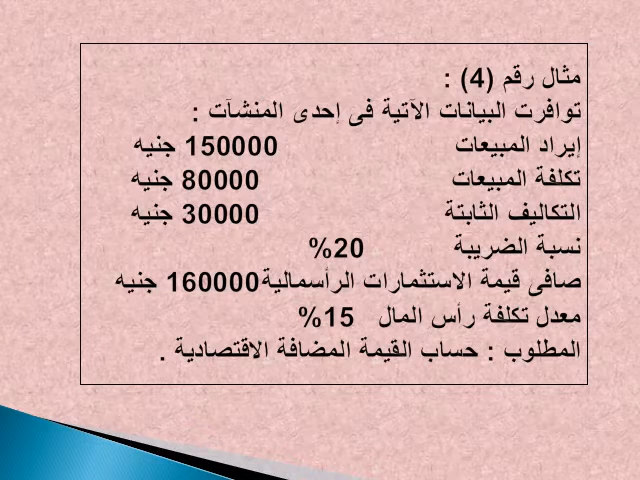 مثال رقم (4) :
توافرت البيانات الآتية فى إحدى المنشآت :
إيراد المبيعات 150000 جنيه
تكلفة المبيعات 80000 جنيه
التكاليف الثابتة 30000 جنيه
نسبة الضريبة 20%
صافى قيمة الاستثمارات الرأسمالية 160000 جنيه
معدل تكلفة رأس المال 15%
المطلوب : حساب القيمة المضافة الاقتصادية .